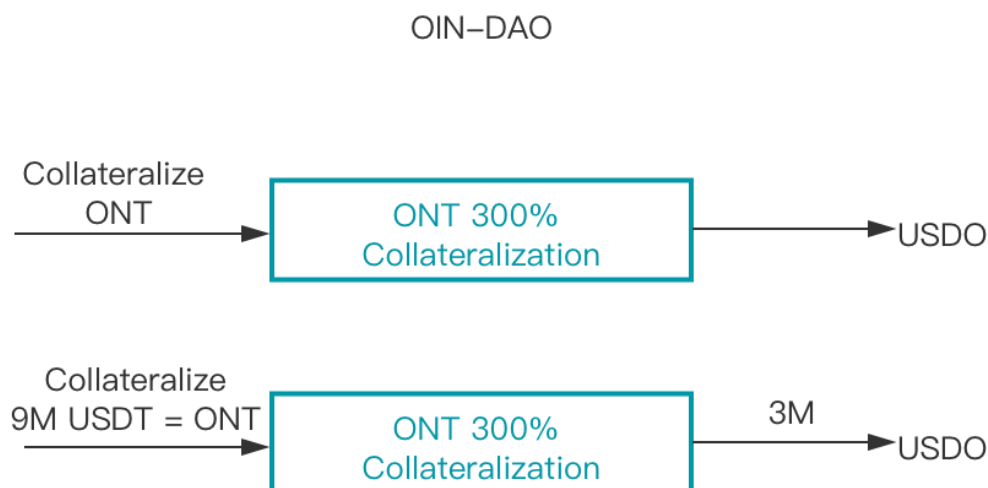 OIN–DAO
Collateralize
ONT
ONT 300%
Collateralization
USDO
Collateralize
9M USDT = ONT
ONT 300%
Collateralization
3M
USDO